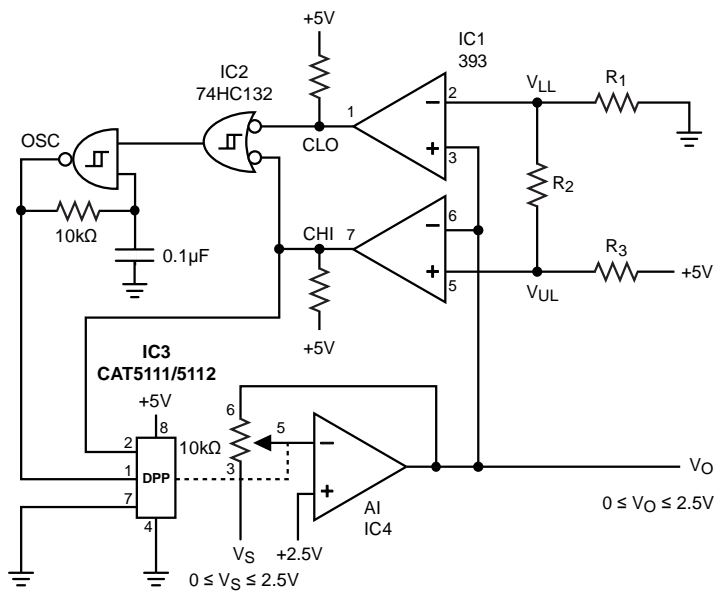 +5V
IC1
393
IC2
74HC132
VLL
R1
2
1
CLO
3
OSC
R2
10kΩ
0.1µF
CHI
7
6
5
R3
+5V
VUL
+5V
IC3
CAT5111/5112
+5V
8
2
1
7
4
DPP
10kΩ
6
5
3
VS
0 ≤ VS ≤ 2.5V
+2.5V
AI
IC4
VO
0 ≤ VO ≤ 2.5V